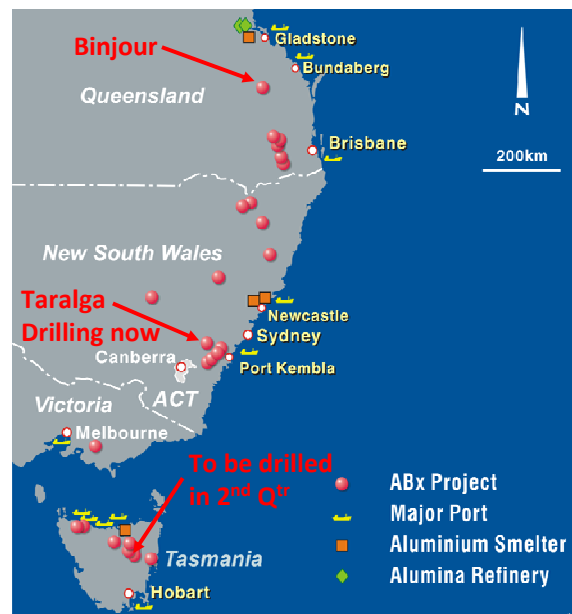 Binjour
Gladstone
Bundaberg
Queensland
N
Brisbane
200km
New South Wales
Taralga
Drilling now
Newcastle
Sydney
Canberra
Port Kembla
ACT
Victoria
Melbourne
To be drilled
in 2nd Qtr
ABx Project
Major Port
Tasmania
Aluminium Smelter
Alumina Refinery
Hobart